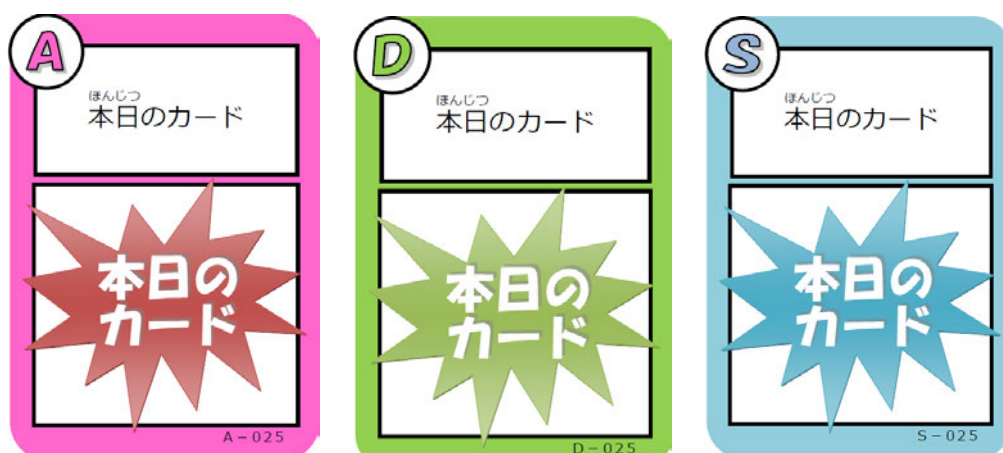 A
ほんじつ
本日のカード
本日の
カード
A-025
D
ほんじつ
本日のカード
本日の
カード
D-025
S
ほんじつ
本日のカード
本日の
カード
S-025